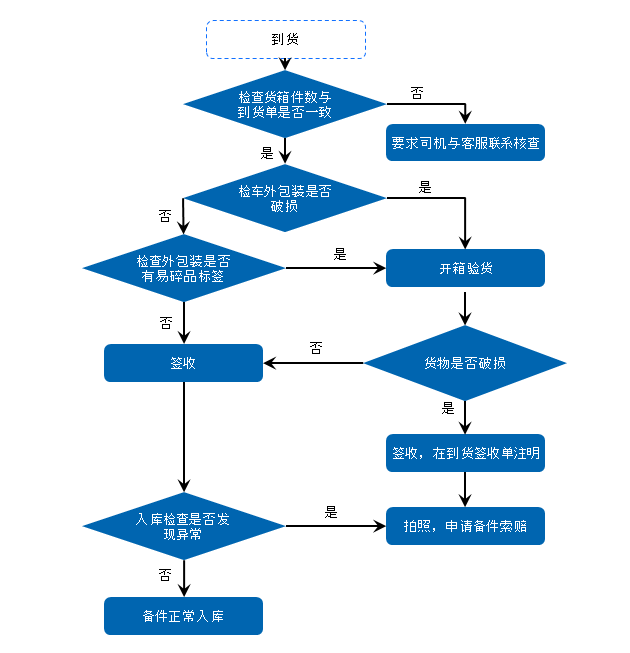 到货
检查货箱件数与
到货单是否一致
否
要求司机与客服联系核查
是
检车外包装是否
破损
是
否
检查外包装是否
有易碎品标签
是
开箱验货
否
签收
否
货物是否破损
是
签收，在到货签收单注明
入库检查是否发
现异常
是
拍照，申请备件索赔
否
备件正常入库